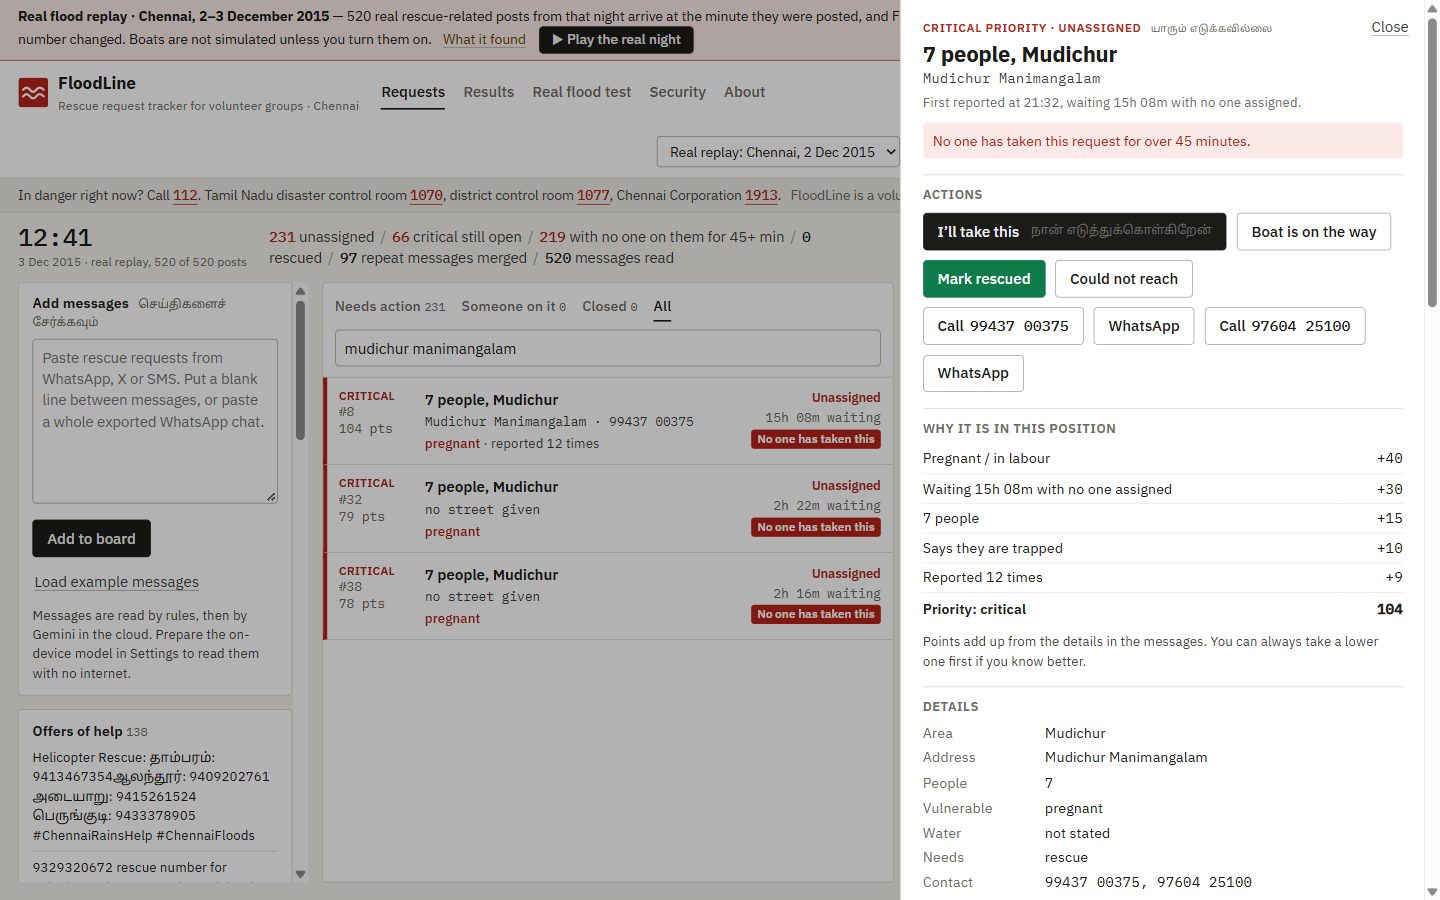 Real flood replay · Chennai, 2–3 December 2015 — 520 real rescue-related posts from that night arrive at the minute they were posted, and F
number changed. Boats are not simulated unless you turn them on. What it found ▶ Play the real night
FloodLine
Rescue request tracker for volunteer groups · Chennai
Requests Results Real flood test Security About
Real replay: Chennai, 2 Dec 2015
In danger right now? Call 112. Tamil Nadu disaster control room 1070, district control room 1077, Chennai Corporation 1913. FloodLine is a volu
12:41
3 Dec 2015 · real replay, 520 of 520 posts
231 unassigned / 66 critical still open / 219 with no one on them for 45+ min / 0
rescued / 97 repeat messages merged / 520 messages read
Add messages செய்திகளைச்
சேர்க்கவும்
Paste rescue requests from
WhatsApp, X or SMS. Put a blank
line between messages, or paste
a whole exported WhatsApp chat.
Add to board
Load example messages
Messages are read by rules, then by
Gemini in the cloud. Prepare the on-
device model in Settings to read them
with no internet.
Offers of help 138
Helicopter Rescue: தாம்பரம்:
9413467354ஆலந்தூர்: 9409202761
அடையாறு: 9415261524
பெருங்குடி: 9433378905
#ChennaiRainsHelp #ChennaiFloods
9329320672 rescue number for
Needs action 231 Someone on it 0 Closed 0 All
mudichur manimangalam
CRITICAL
#8
104 pts
7 people, Mudichur
Mudichur Manimangalam · 99437 00375
pregnant · reported 12 times
Unassigned
15h 08m waiting
No one has taken this
CRITICAL
#32
79 pts
7 people, Mudichur
no street given
pregnant
Unassigned
2h 22m waiting
No one has taken this
CRITICAL
#38
78 pts
7 people, Mudichur
no street given
pregnant
Unassigned
2h 16m waiting
No one has taken this
CRITICAL PRIORITY · UNASSIGNED யாரும் எடுக்கவில்லை
Close
7 people, Mudichur
Mudichur Manimangalam
First reported at 21:32, waiting 15h 08m with no one assigned.
No one has taken this request for over 45 minutes.
ACTIONS
I'll take this நான் எடுத்துக்கொள்கிறேன் Boat is on the way
Mark rescued Could not reach
Call 99437 00375 WhatsApp Call 97604 25100
WhatsApp
WHY IT IS IN THIS POSITION
Pregnant / in labour +40
Waiting 15h 08m with no one assigned +30
7 people +15
Says they are trapped +10
Reported 12 times +9
Priority: critical 104
Points add up from the details in the messages. You can always take a lower
one first if you know better.
DETAILS
Area Mudichur
Address Mudichur Manimangalam
People 7
Vulnerable pregnant
Water not stated
Needs rescue
Contact 99437 00375, 97604 25100